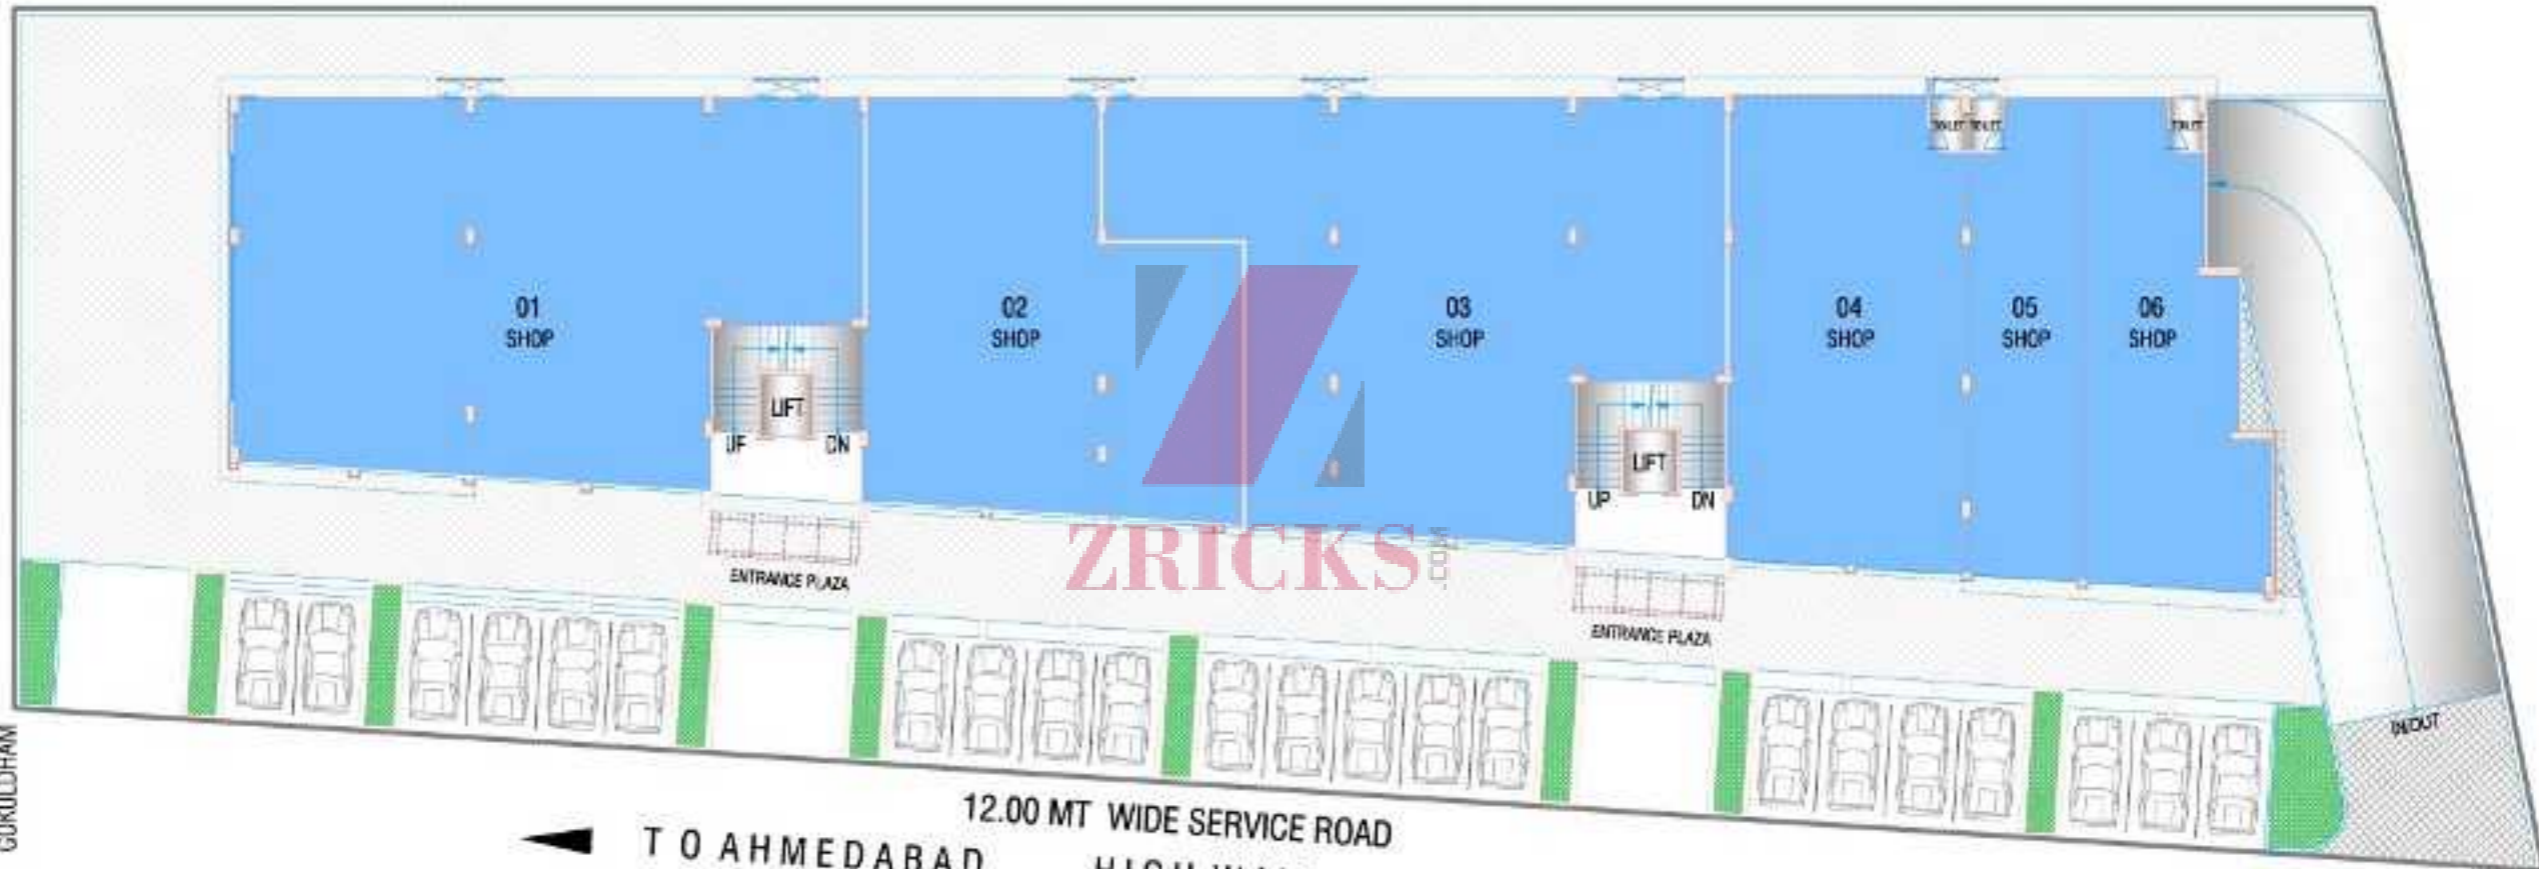 TOILET TOILET
TOILET
01
SHOP
02
SHOP
03
SHOP
04
SHOP
05
SHOP
06
SHOP
LIFT
UP
DN
LIFT
UP
DN
ZRICKS
.COM
ENTRANCE PLAZA
ENTRANCE PLAZA
IN/OUT
GOKULDHAM
12.00 MT WIDE SERVICE ROAD
TO AHMEDABAD